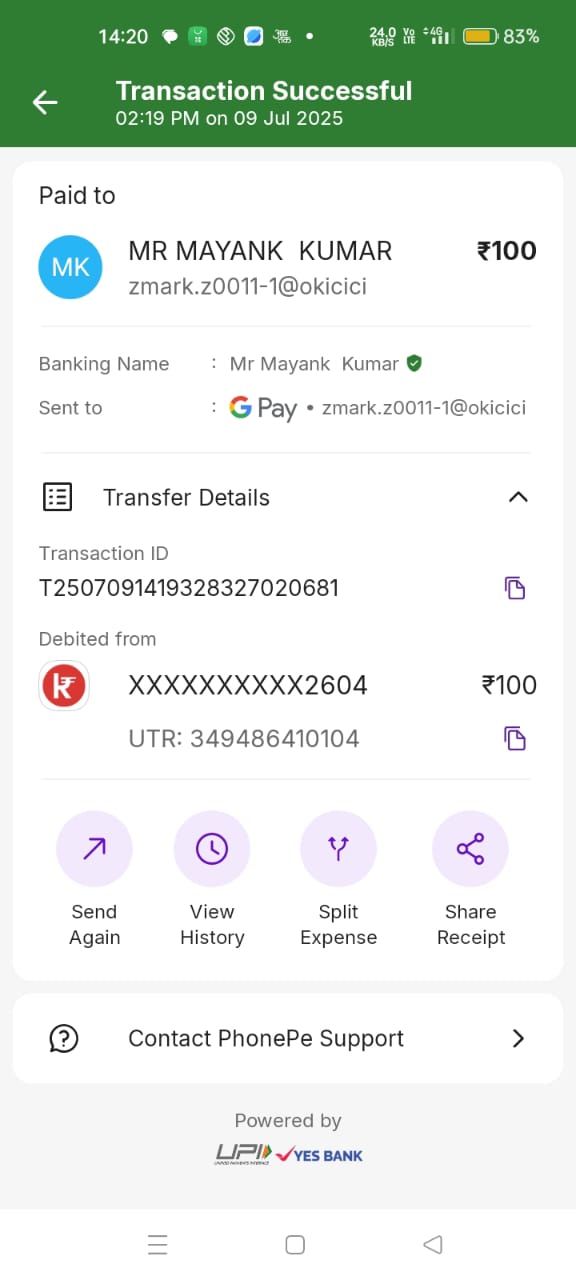 14:20 24.0 KB/S Vo LTE 4G 83%
Transaction Successful
02:19 PM on 09 Jul 2025
Paid to
MK MR MAYANK KUMAR ₹100
zmark.z0011-1@okicici
Banking Name : Mr Mayank Kumar
Sent to : G Pay • zmark.z0011-1@okicici
Transfer Details
Transaction ID
T2507091419328327020681
Debited from
XXXXXXXXXX2604 ₹100
UTR: 349486410104
Send Again
View History
Split Expense
Share Receipt
Contact PhonePe Support
Powered by
UPI YES BANK